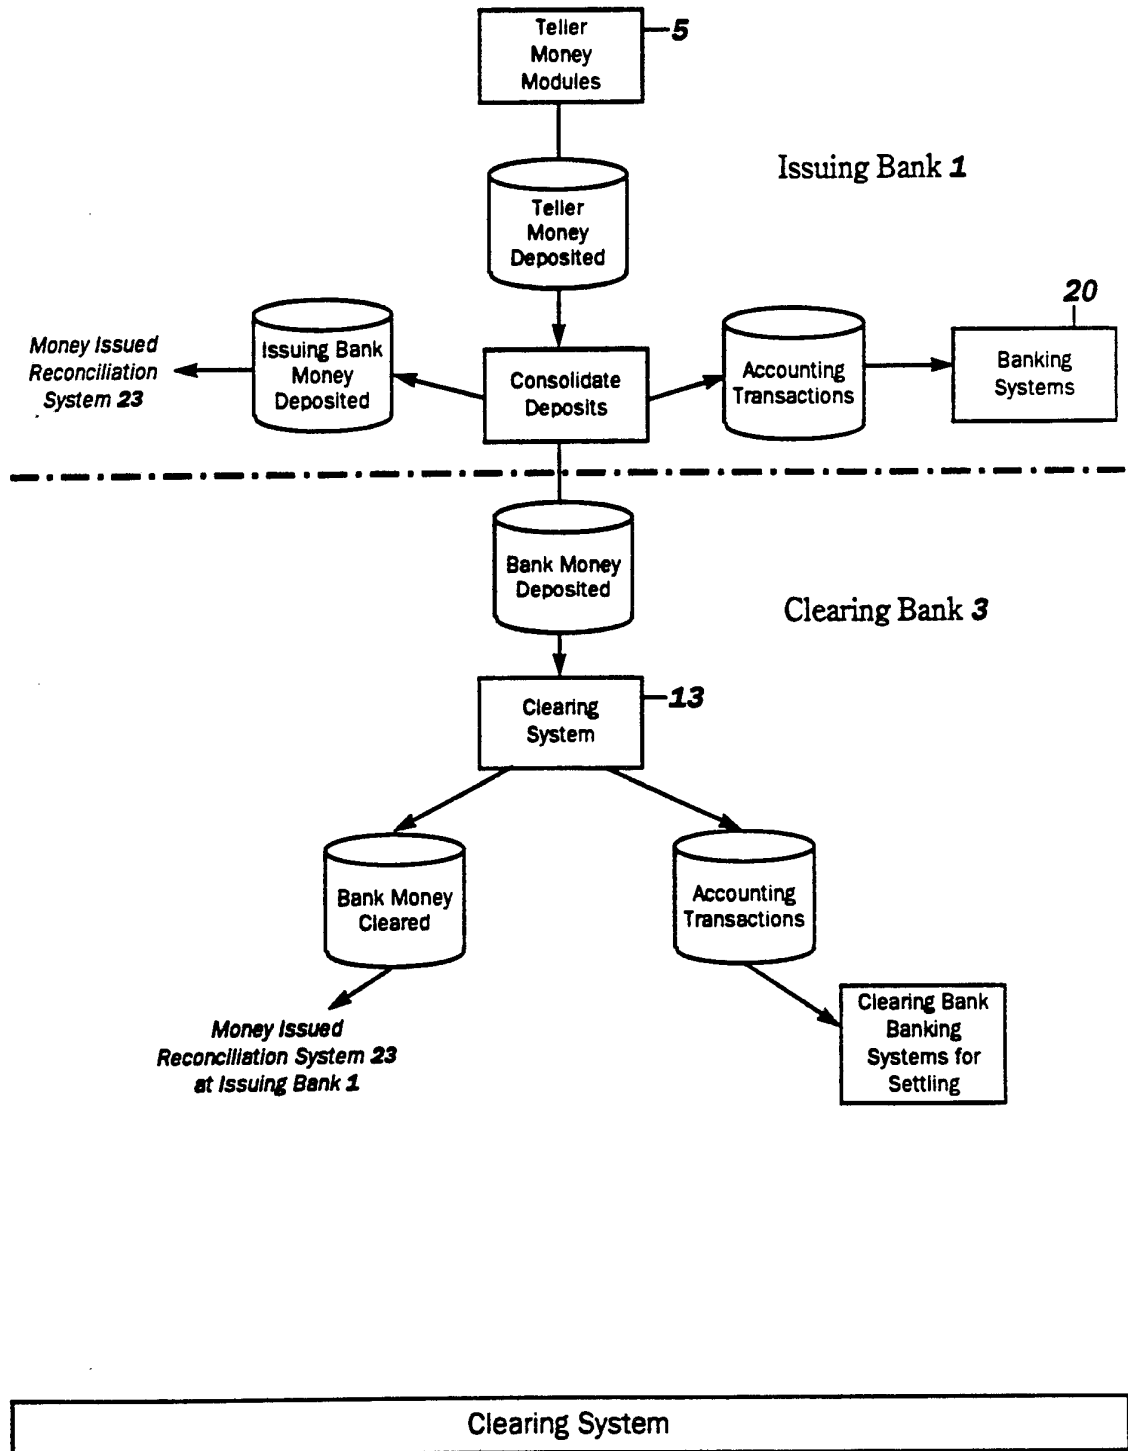 Teller
Money
Modules
5
Issuing Bank 1
Teller
Money
Deposited
20
Money Issued
Reconciliation
System 23
Issuing Bank
Money
Deposited
Consolidate
Deposits
Accounting
Transactions
Banking
Systems
Bank Money
Deposited
Clearing Bank 3
Clearing
System
13
Bank Money
Cleared
Accounting
Transactions
Money Issued
Reconciliation System 23
at Issuing Bank 1
Clearing Bank
Banking
Systems for
Settling
Clearing System